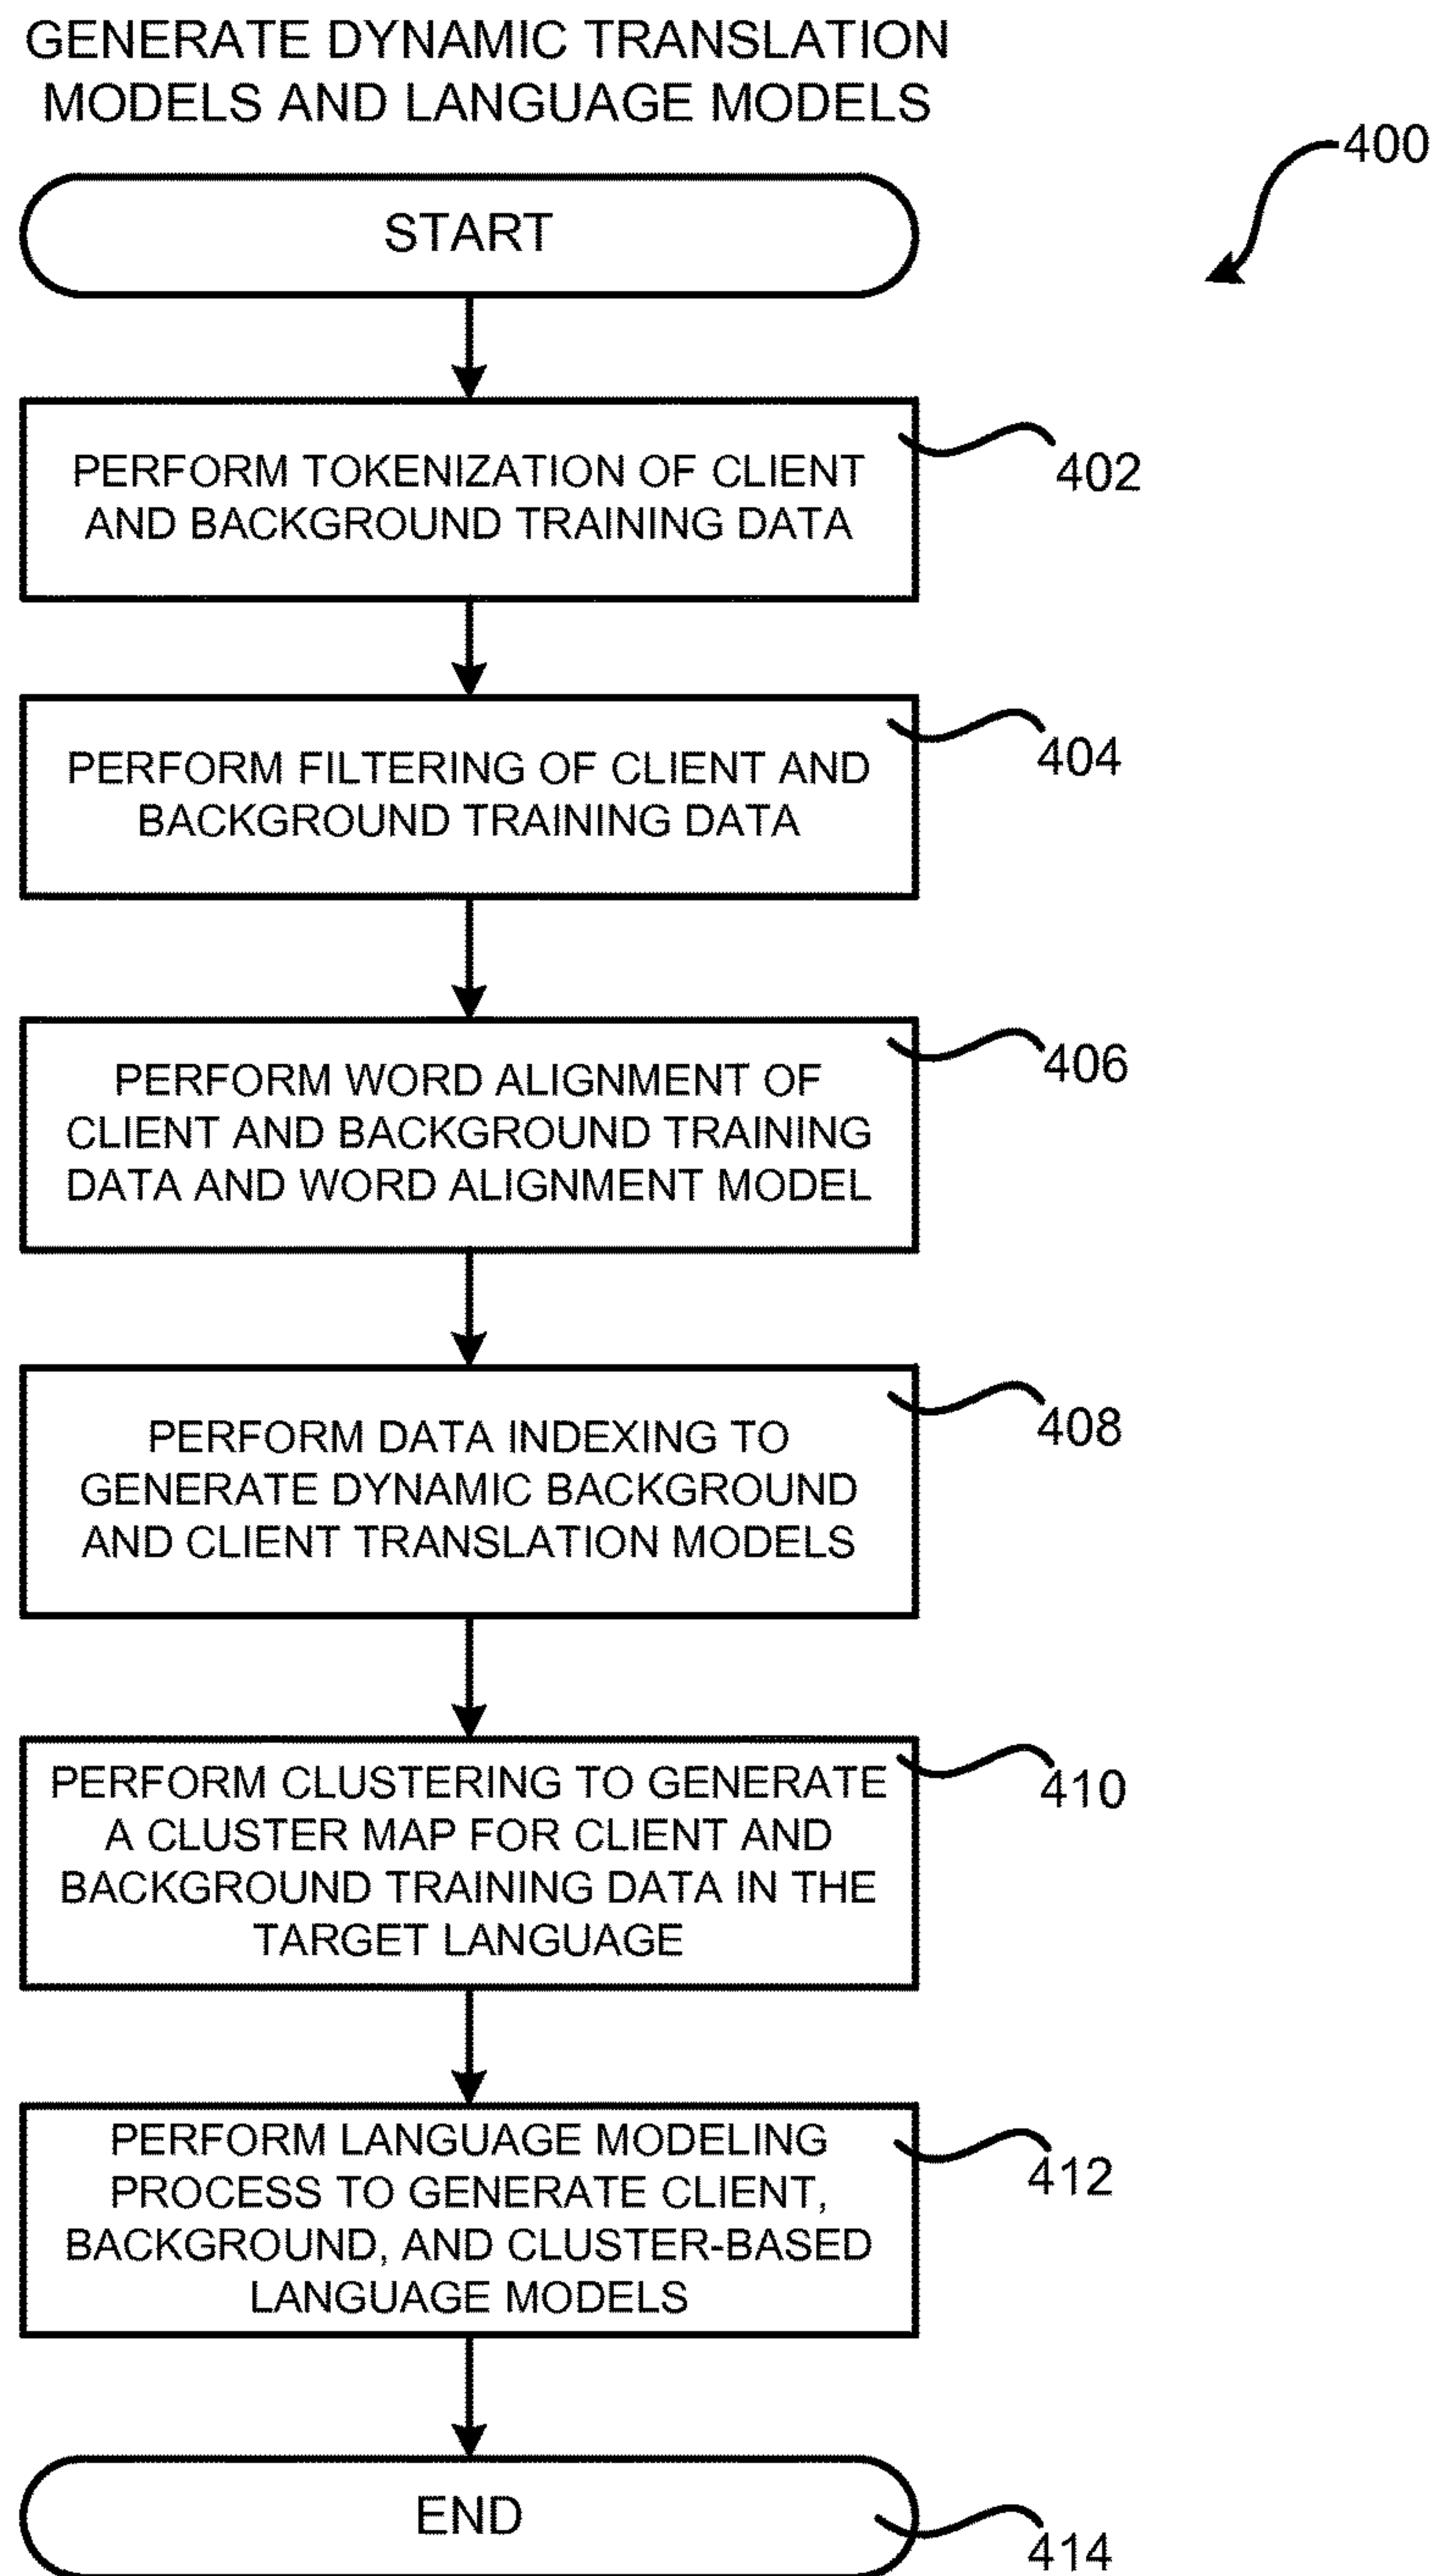 GENERATE DYNAMIC TRANSLATION
MODELS AND LANGUAGE MODELS
400
START
PERFORM TOKENIZATION OF CLIENT
AND BACKGROUND TRAINING DATA
402
PERFORM FILTERING OF CLIENT AND
BACKGROUND TRAINING DATA
404
PERFORM WORD ALIGNMENT OF
CLIENT AND BACKGROUND TRAINING
DATA AND WORD ALIGNMENT MODEL
406
PERFORM DATA INDEXING TO
GENERATE DYNAMIC BACKGROUND
AND CLIENT TRANSLATION MODELS
408
PERFORM CLUSTERING TO GENERATE
A CLUSTER MAP FOR CLIENT AND
BACKGROUND TRAINING DATA IN THE
TARGET LANGUAGE
410
PERFORM LANGUAGE MODELING
PROCESS TO GENERATE CLIENT,
BACKGROUND, AND CLUSTER-BASED
LANGUAGE MODELS
412
END
414